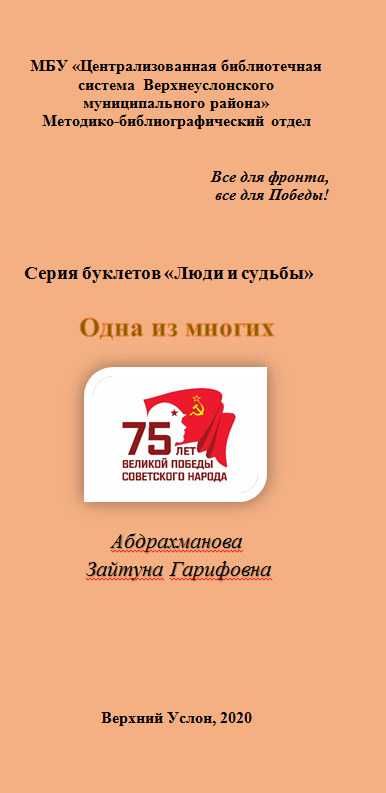 МБУ «Централизованная библиотечная
система Верхнеуслонского
муниципального района»
Методико-библиографический отдел
Все для фронта,
все для Победы!
Серия буклетов «Люди и судьбы»
Одна из многих
75 ЛЕТ
ВЕЛИКОЙ ПОБЕДЫ
СОВЕТСКОГО НАРОДА
Абдрахманова
Зайтуна Гарифовна
Верхний Услон, 2020